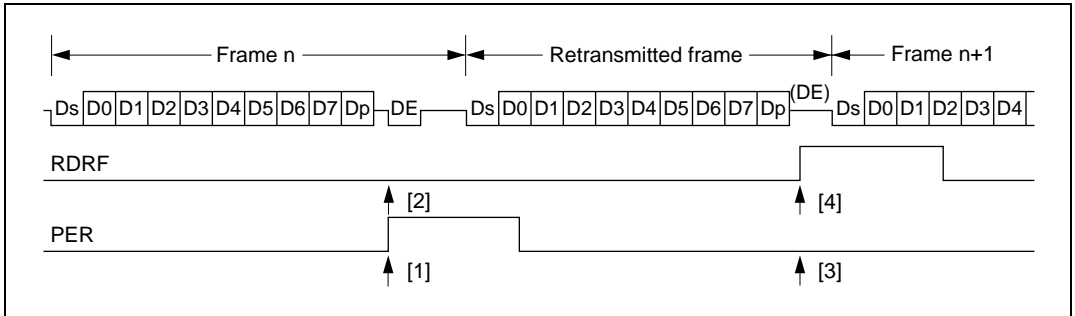 Frame n Retransmitted frame Frame n+1
Ds D0 D1 D2 D3 D4 D5 D6 D7 Dp DE Ds D0 D1 D2 D3 D4 D5 D6 D7 Dp (DE) Ds D0 D1 D2 D3 D4
RDRF
[2] [4]
PER
[1] [3]